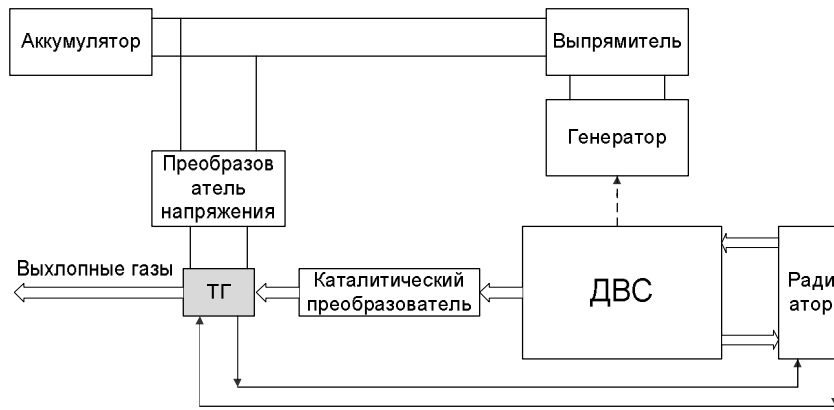 Аккумулятор
Выпрямитель
Генератор
Преобразов
атель
напряжения
Выхлопные газы
ТГ
Каталитический
преобразователь
ДВС
Ради
атор